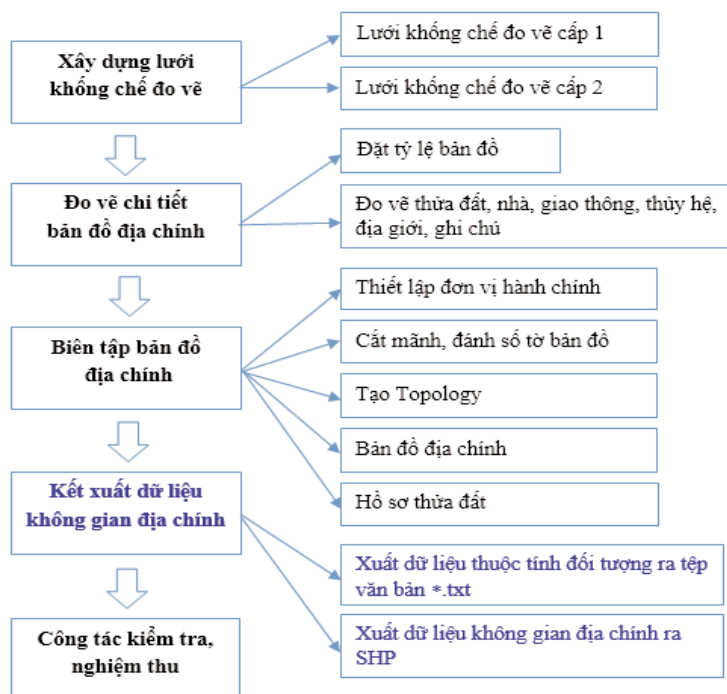 Xây dựng lưới
khống chế đo vẽ
Lưới khống chế đo vẽ cấp 1
Lưới khống chế đo vẽ cấp 2
Đo vẽ chi tiết
bản đồ địa chính
Đặt tỷ lệ bản đồ
Đo vẽ thửa đất, nhà, giao thông, thủy hệ,
địa giới, ghi chú
Biên tập bản đồ
địa chính
Thiết lập đơn vị hành chính
Cắt mãnh, đánh số tờ bản đồ
Tạo Topology
Bản đồ địa chính
Hồ sơ thửa đất
Kết xuất dữ liệu
không gian địa chính
Xuất dữ liệu thuộc tính đối tượng ra tệp
văn bản *.txt
Xuất dữ liệu không gian địa chính ra
SHP
Công tác kiểm tra,
nghiệm thu